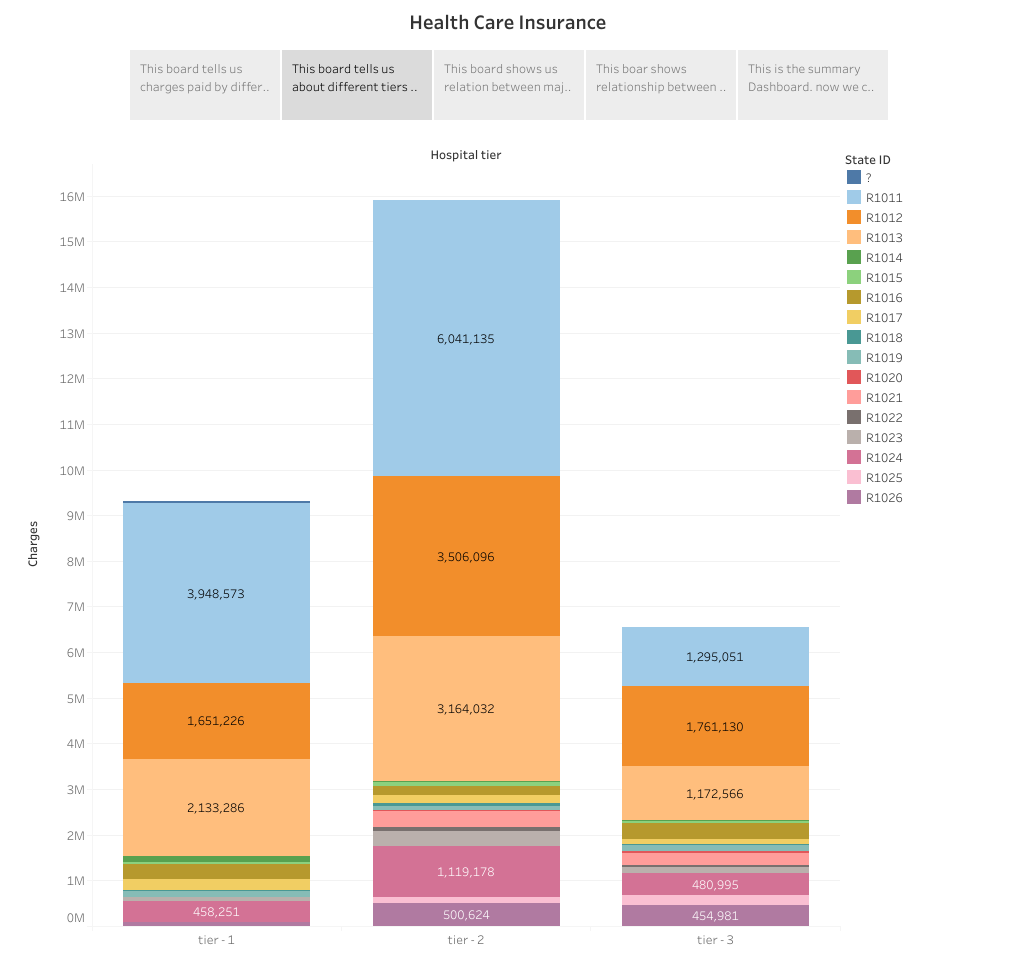 Health Care Insurance
This board tells us
charges paid by differ..
This board tells us
about different tiers ..
This board shows us
relation between maj..
This boar shows
relationship between ..
This is the summary
Dashboard. now we c..
Hospital tier
State ID
?
R1011
R1012
R1013
R1014
R1015
R1016
R1017
R1018
R1019
R1020
R1021
R1022
R1023
R1024
R1025
R1026
Charges
16M
15M
14M
13M
12M
11M
10M
9M
8M
7M
6M
5M
4M
3M
2M
1M
0M
3,948,573
1,651,226
2,133,286
458,251
6,041,135
3,506,096
3,164,032
1,119,178
500,624
1,295,051
1,761,130
1,172,566
480,995
454,981
tier - 1
tier - 2
tier - 3